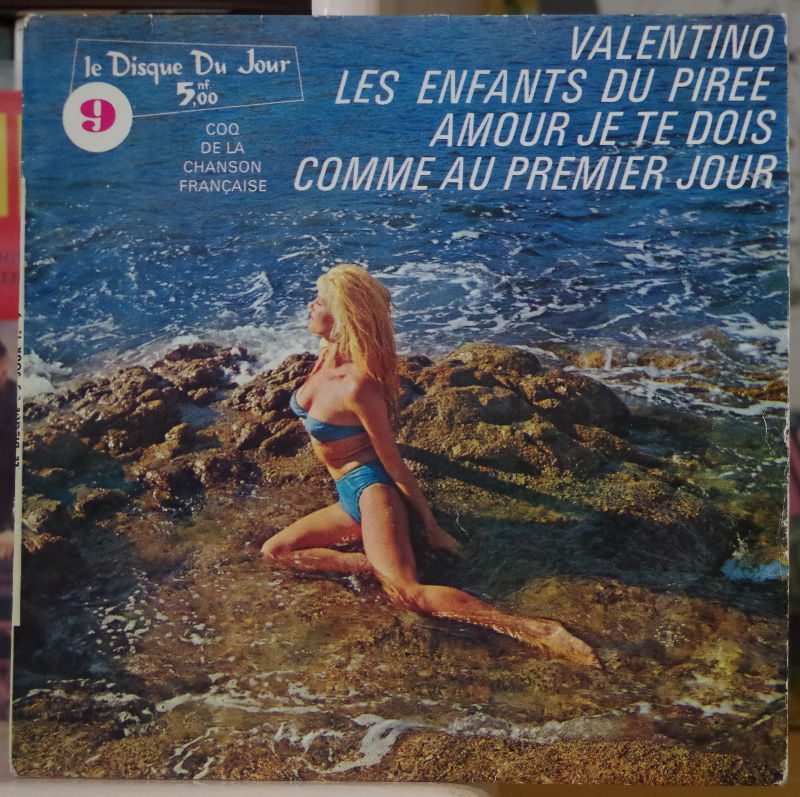 le Disque Du Jour
nf
5,00
9
COQ
DE LA
CHANSON
FRANÇAISE
VALENTINO
LES ENFANTS DU PIREE
AMOUR JE TE DOIS
COMME AU PREMIER JOUR